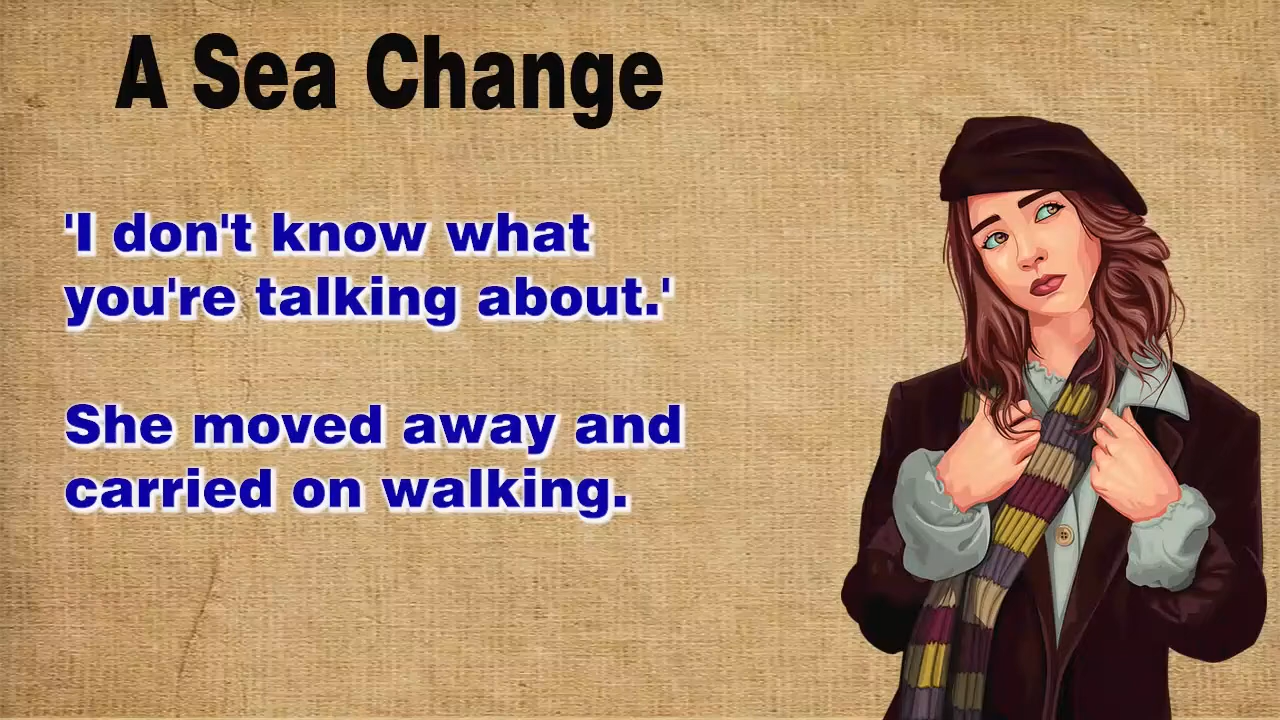 A Sea Change
'I don't know what
you're talking about.'
She moved away and
carried on walking.